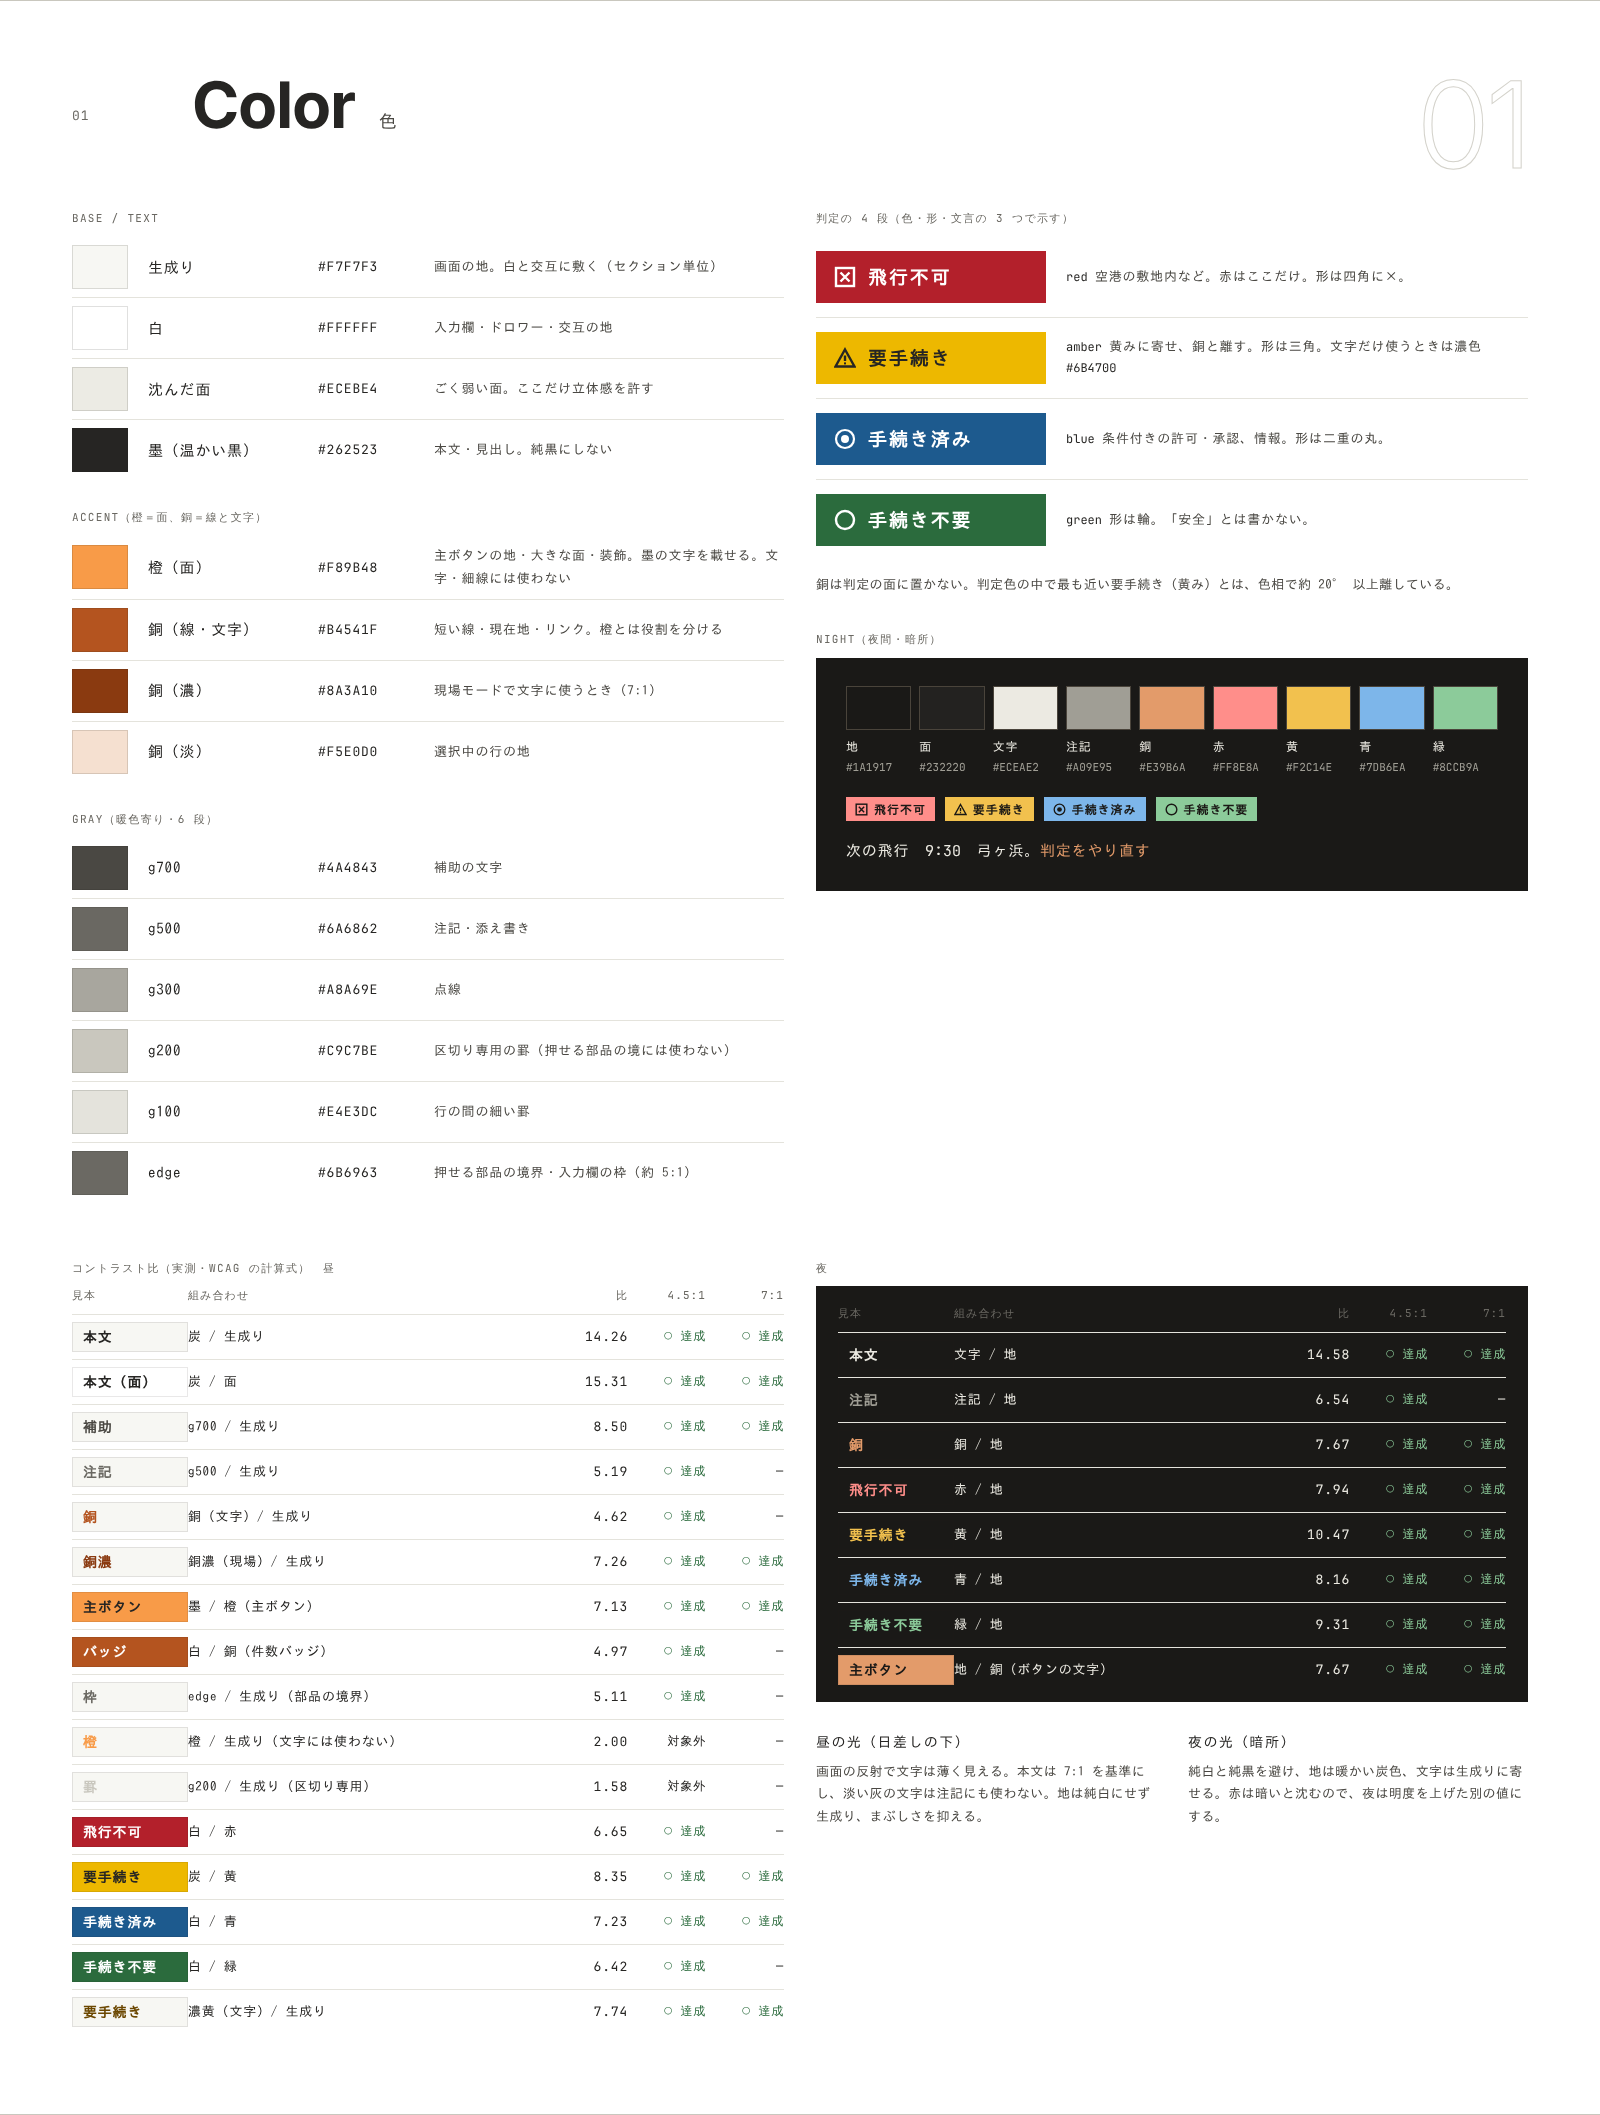 01
Color 色
01
BASE / TEXT
生成り #F7F7F3 画面の地。白と交互に敷く（セクション単位）
白 #FFFFFF 入力欄・ドロワー・交互の地
沈んだ面 #ECEBE4 ごく弱い面。ここだけ立体感を許す
墨（温かい黒） #262523 本文・見出し。純黒にしない
ACCENT（橙＝面、銅＝線と文字）
橙（面） #F89B48 主ボタンの地・大きな面・装飾。墨の文字を載せる。文
字・細線には使わない
銅（線・文字） #B4541F 短い線・現在地・リンク。橙とは役割を分ける
銅（濃） #8A3A10 現場モードで文字に使うとき（7:1）
銅（淡） #F5E0D0 選択中の行の地
GRAY（暖色寄り・6 段）
g700 #4A4843 補助の文字
g500 #6A6862 注記・添え書き
g300 #A8A69E 点線
g200 #C9C7BE 区切り専用の罫（押せる部品の境には使わない）
g100 #E4E3DC 行の間の細い罫
edge #6B6963 押せる部品の境界・入力欄の枠（約 5:1）
判定の 4 段（色・形・文言の 3 つで示す）
飛行不可 red 空港の敷地内など。赤はここだけ。形は四角に×。
要手続き amber 黄みに寄せ、銅と離す。形は三角。文字だけ使うときは濃色
#6B4700
手続き済み blue 条件付きの許可・承認、情報。形は二重の丸。
手続き不要 green 形は輪。「安全」とは書かない。
銅は判定の面に置かない。判定色の中で最も近い要手続き（黄み）とは、色相で約 20° 以上離している。
NIGHT（夜間・暗所）
地 面 文字 注記 銅 赤 黄 青 緑
#1A1917 #232220 #ECEAE2 #A09E95 #E39B6A #FF8E8A #F2C14E #7DB6EA #8CCB9A
飛行不可 要手続き 手続き済み 手続き不要
次の飛行 9:30 弓ヶ浜。判定をやり直す
コントラスト比（実測・WCAG の計算式） 昼
見本 組み合わせ 比 4.5:1 7:1
本文 炭 / 生成り 14.26 ○ 達成 ○ 達成
本文（面） 炭 / 面 15.31 ○ 達成 ○ 達成
補助 g700 / 生成り 8.50 ○ 達成 ○ 達成
注記 g500 / 生成り 5.19 ○ 達成 —
銅 銅（文字）/ 生成り 4.62 ○ 達成 —
銅濃 銅濃（現場）/ 生成り 7.26 ○ 達成 ○ 達成
主ボタン 墨 / 橙（主ボタン） 7.13 ○ 達成 ○ 達成
バッジ 白 / 銅（件数バッジ） 4.97 ○ 達成 —
枠 edge / 生成り（部品の境界） 5.11 ○ 達成 —
橙 橙 / 生成り（文字には使わない） 2.00 対象外 —
罫 g200 / 生成り（区切り専用） 1.58 対象外 —
飛行不可 白 / 赤 6.65 ○ 達成 —
要手続き 炭 / 黄 8.35 ○ 達成 ○ 達成
手続き済み 白 / 青 7.23 ○ 達成 ○ 達成
手続き不要 白 / 緑 6.42 ○ 達成 —
要手続き 濃黄（文字）/ 生成り 7.74 ○ 達成 ○ 達成
夜
見本 組み合わせ 比 4.5:1 7:1
本文 文字 / 地 14.58 ○ 達成 ○ 達成
注記 注記 / 地 6.54 ○ 達成 —
銅 銅 / 地 7.67 ○ 達成 ○ 達成
飛行不可 赤 / 地 7.94 ○ 達成 ○ 達成
要手続き 黄 / 地 10.47 ○ 達成 ○ 達成
手続き済み 青 / 地 8.16 ○ 達成 ○ 達成
手続き不要 緑 / 地 9.31 ○ 達成 ○ 達成
主ボタン 地 / 銅（ボタンの文字） 7.67 ○ 達成 ○ 達成
昼の光（日差しの下）
画面の反射で文字は薄く見える。本文は 7:1 を基準に
し、淡い灰の文字は注記にも使わない。地は純白にせず
生成り、まぶしさを抑える。
夜の光（暗所）
純白と純黒を避け、地は暖かい炭色、文字は生成りに寄
せる。赤は暗いと沈むので、夜は明度を上げた別の値に
する。